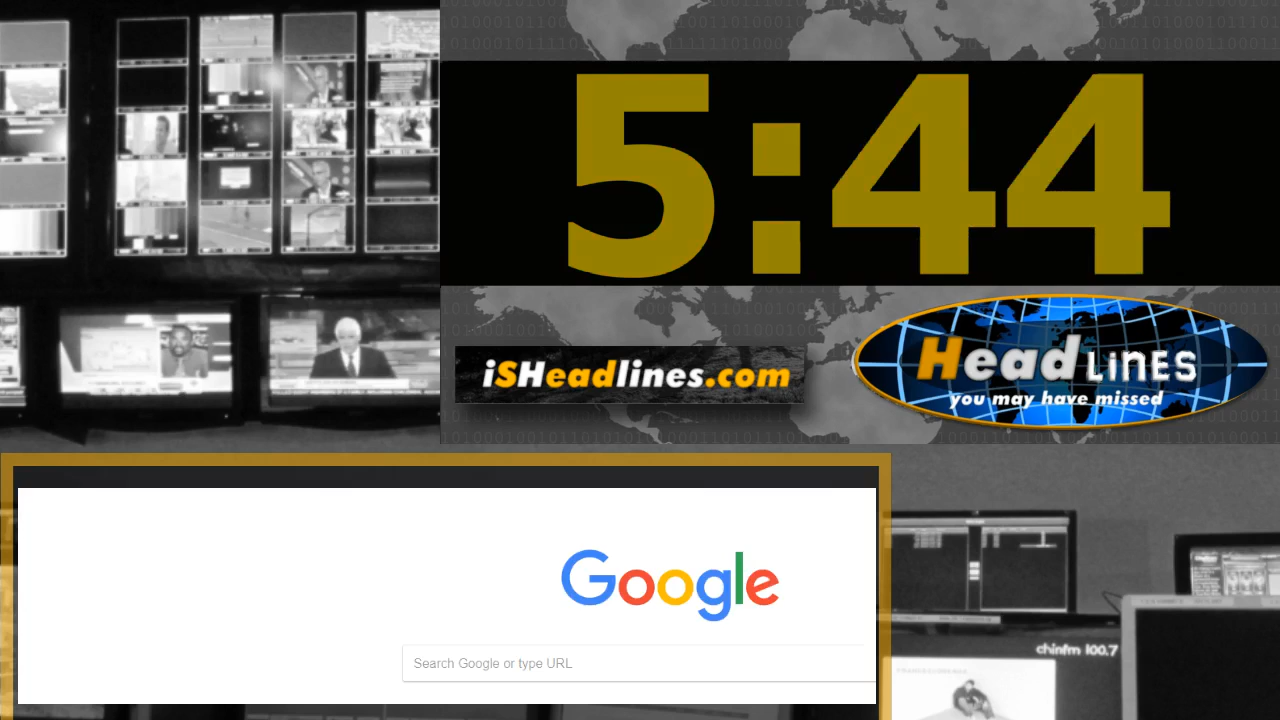 5:44
iSHeadlines.com
HeadLINES
you may have missed
Google
Search Google or type URL
chinfm 100.7